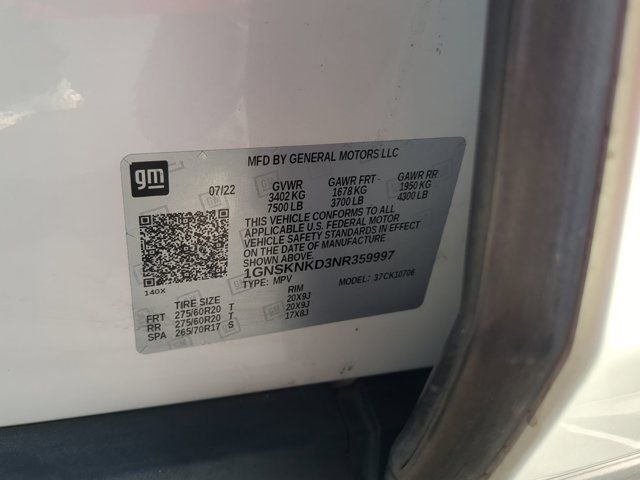 MFD BY GENERAL MOTORS LLC
gm
07/22
GVWR GAWR FRT - GAWR RR
3402 KG 1678 KG 1950 KG
7500 LB 3700 LB 4300 LB
THIS VEHICLE CONFORMS TO ALL
APPLICABLE U.S. FEDERAL MOTOR
VEHICLE SAFETY STANDARDS IN EFFECT
ON THE DATE OF MANUFACTURE
SHOWN ABOVE.
1GNSKNKD3NR359997
TYPE: MPV MODEL: 37CK10706
140X
TIRE SIZE RIM
FRT 275/60R20 T 20X9J
RR 275/60R20 T 20X9J
SPA 265/70R17 S 17X8J